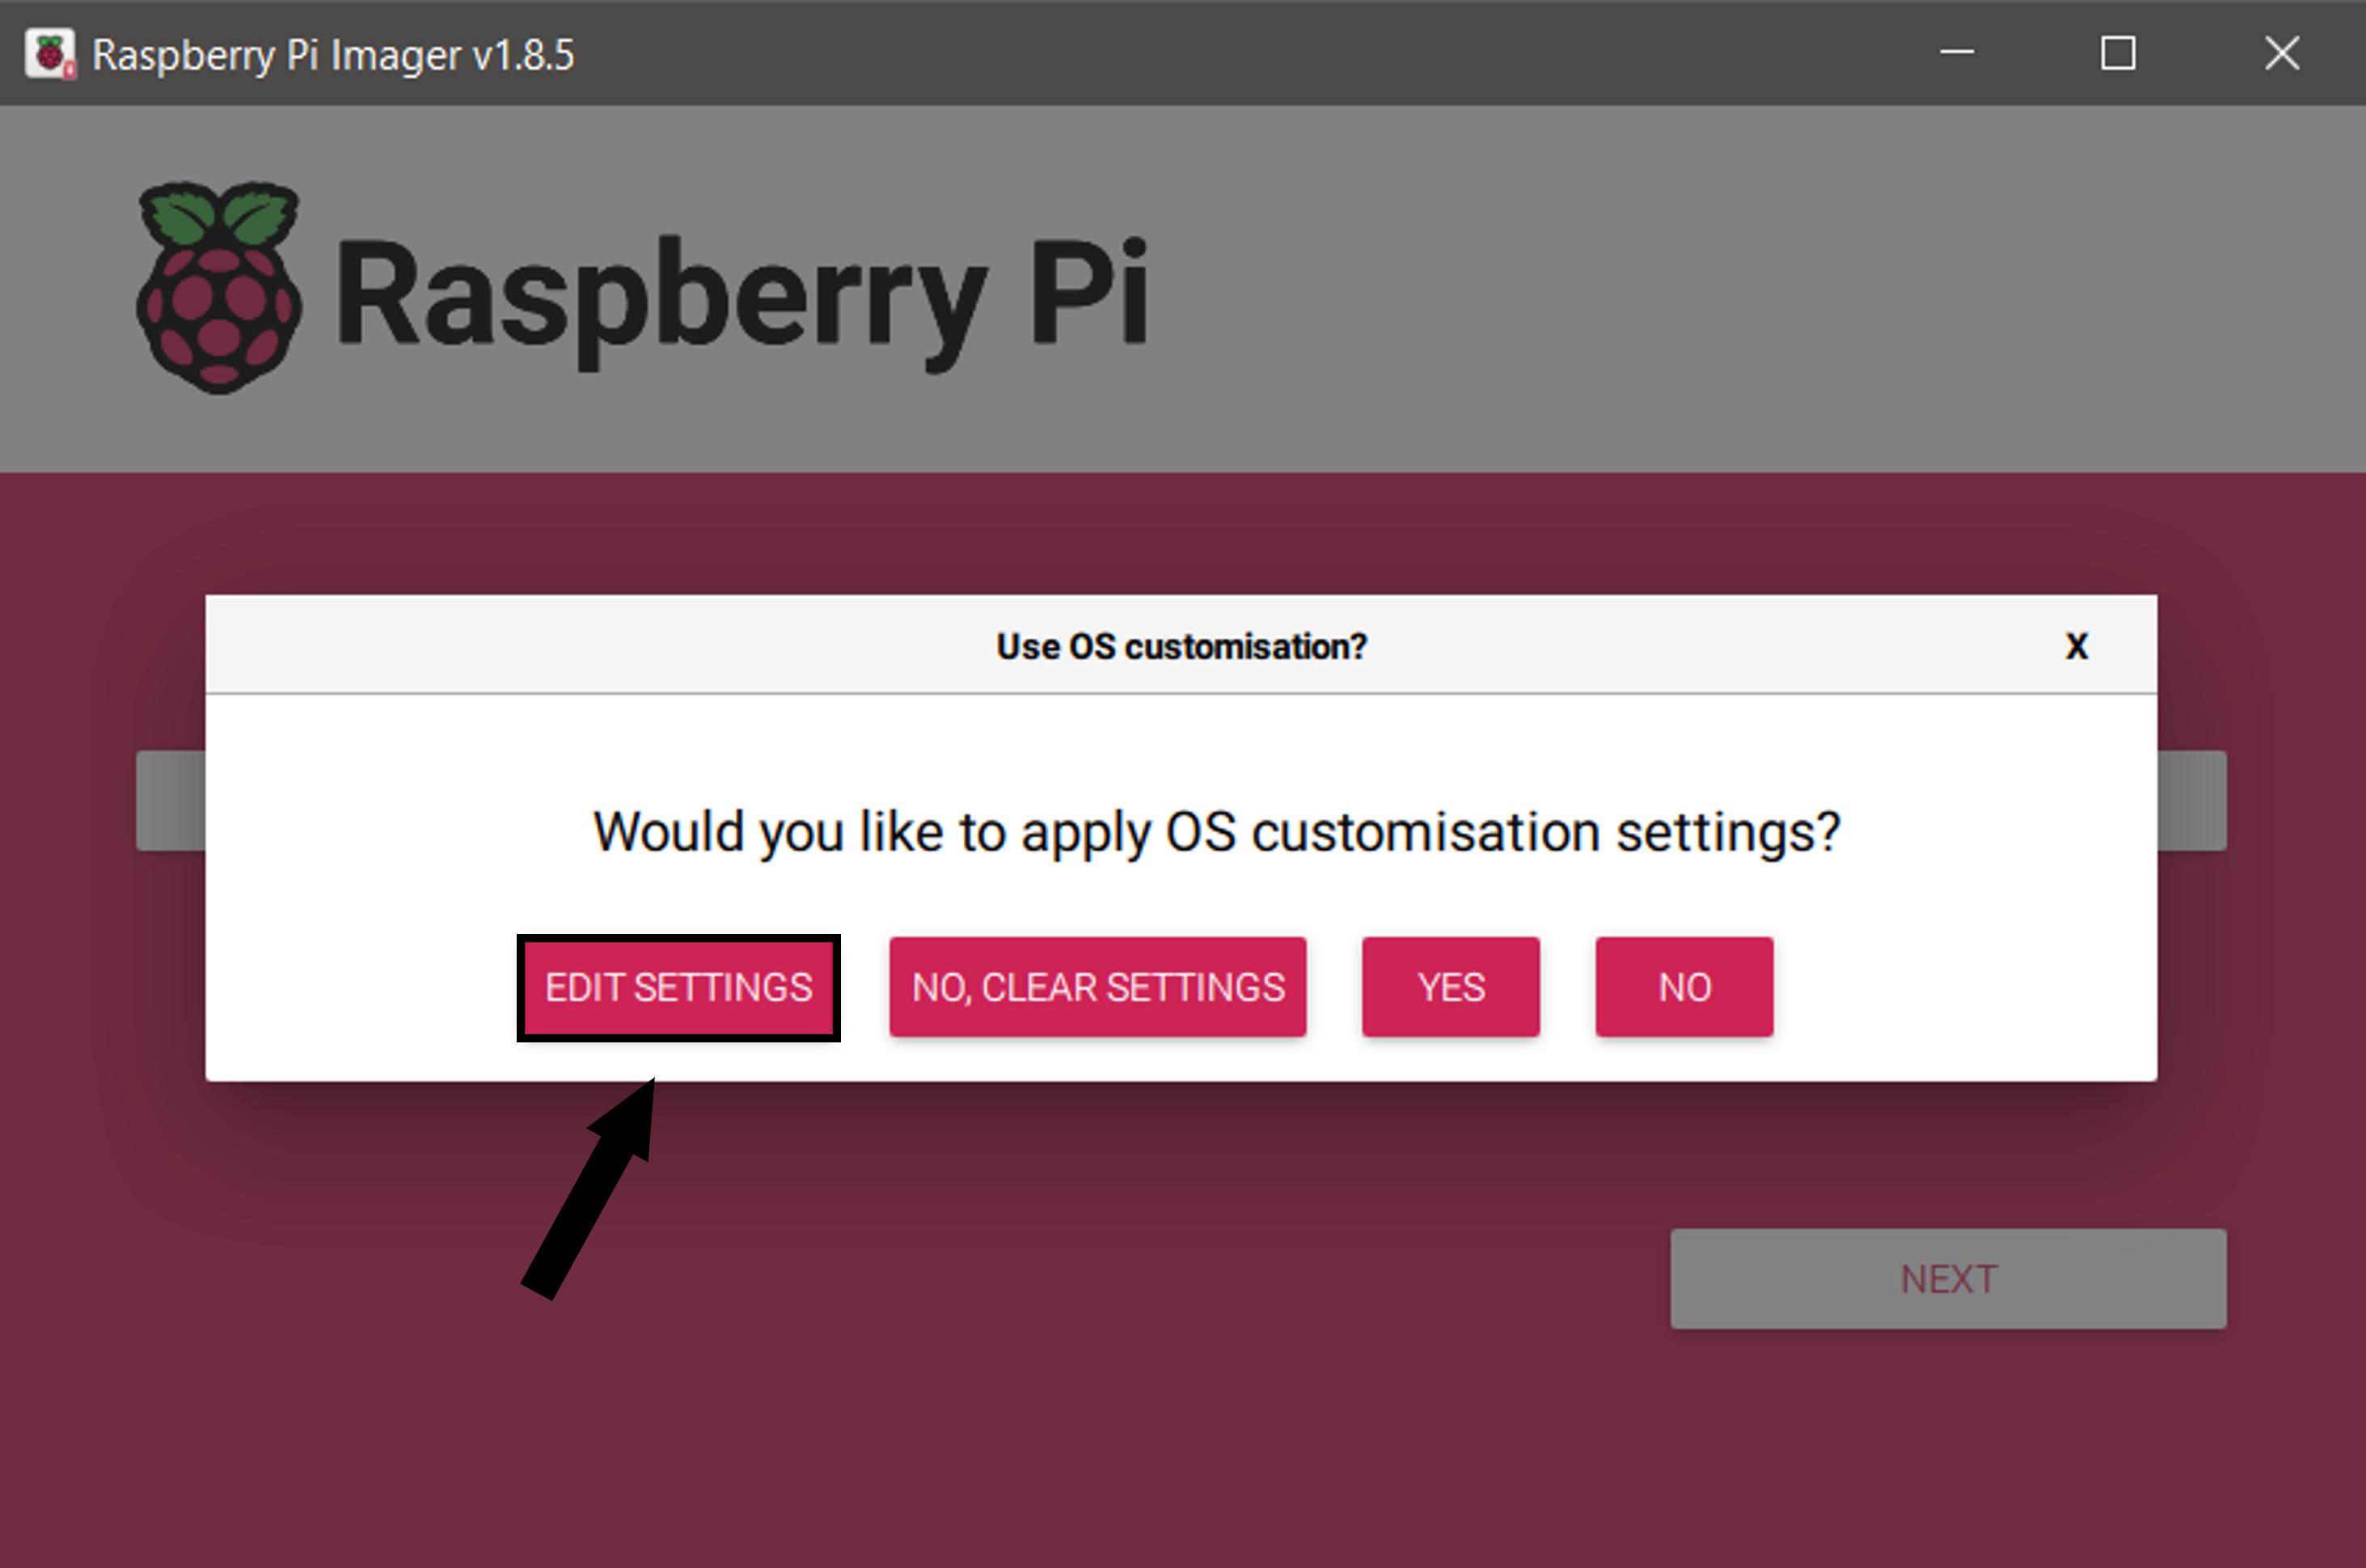 Raspberry Pi Imager v1.8.5
Raspberry Pi
Use OS customisation? X
Would you like to apply OS customisation settings?
EDIT SETTINGS NO, CLEAR SETTINGS YES NO
NEXT